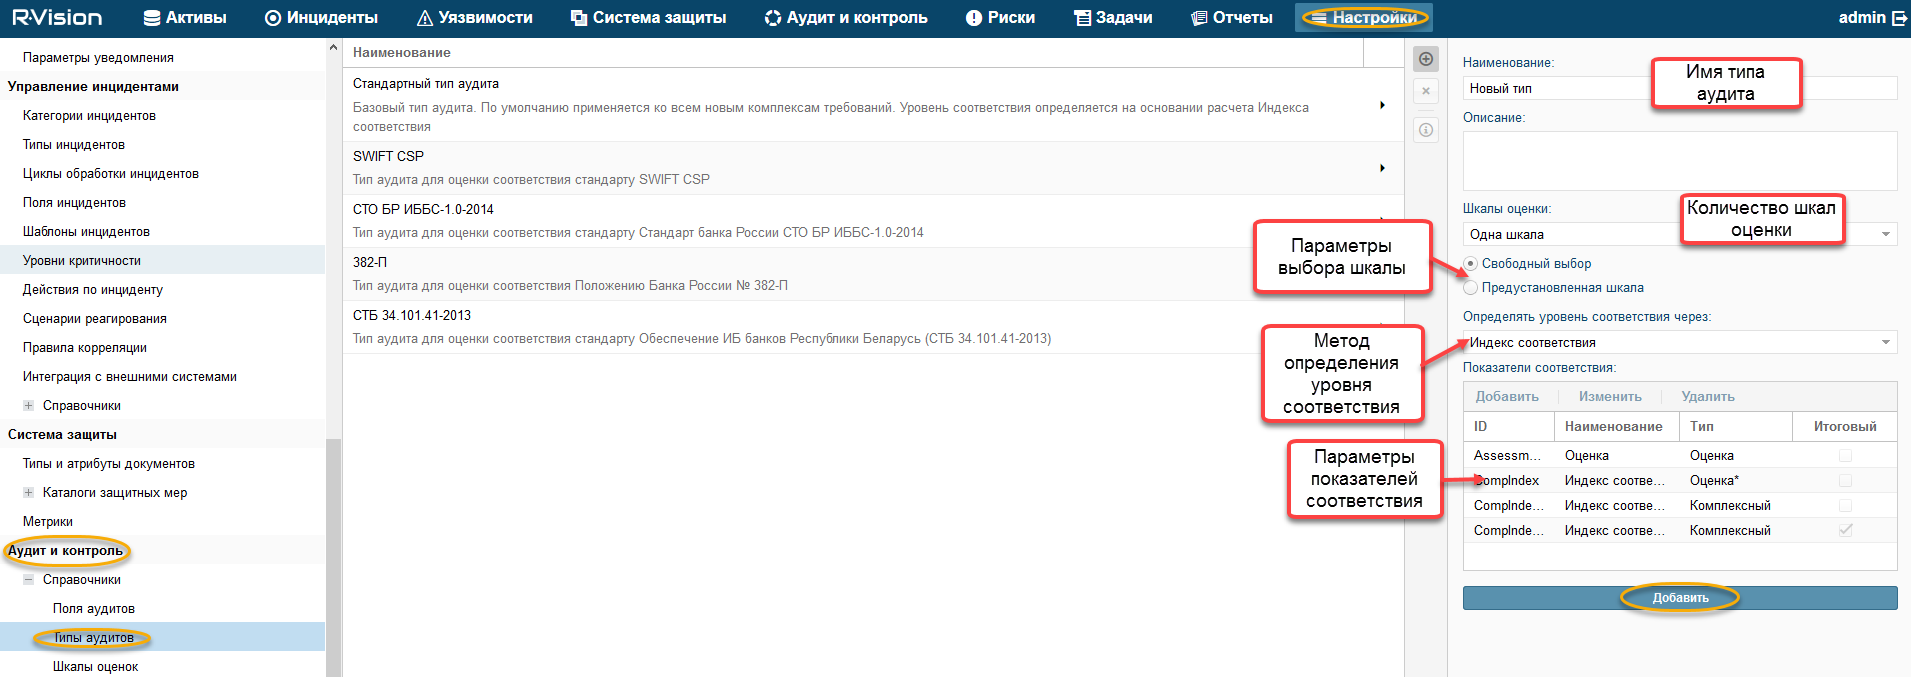 R·Vision
Активы
Инциденты
Уязвимости
Система защиты
Аудит и контроль
Риски
Задачи
Отчеты
Настройки
admin
Параметры уведомления
Управление инцидентами
Категории инцидентов
Типы инцидентов
Циклы обработки инцидентов
Поля инцидентов
Шаблоны инцидентов
Уровни критичности
Действия по инциденту
Сценарии реагирования
Правила корреляции
Интеграция с внешними системами
Справочники
Система защиты
Типы и атрибуты документов
Каталоги защитных мер
Метрики
Аудит и контроль
Справочники
Поля аудитов
Типы аудитов
Шкалы оценок
Наименование
Стандартный тип аудита
Базовый тип аудита. По умолчанию применяется ко всем новым комплексам требований. Уровень соответствия определяется на основании расчета Индекса
соответствия
SWIFT CSP
Тип аудита для оценки соответствия стандарту SWIFT CSP
СТО БР ИББС-1.0-2014
Тип аудита для оценки соответствия стандарту Стандарт банка России СТО БР ИББС-1.0-2014
382-П
Тип аудита для оценки соответствия Положению Банка России № 382-П
СТБ 34.101.41-2013
Тип аудита для оценки соответствия стандарту Обеспечение ИБ банков Республики Беларусь (СТБ 34.101.41-2013)
Параметры
выбора шкалы
Метод
определения
уровня
соответствия
Параметры
показателей
соответствия
Наименование:
Новый тип
Имя типа
аудита
Описание:
Шкалы оценки:
Одна шкала
Количество шкал
оценки
Свободный выбор
Предустановленная шкала
Определять уровень соответствия через:
Индекс соответствия
Показатели соответствия:
Добавить Изменить Удалить
ID Наименование Тип Итоговый
Assessm... Оценка Оценка
CompIndex Индекс соотве... Оценка*
CompInde... Индекс соотве... Комплексный
CompInde... Индекс соотве... Комплексный
Добавить